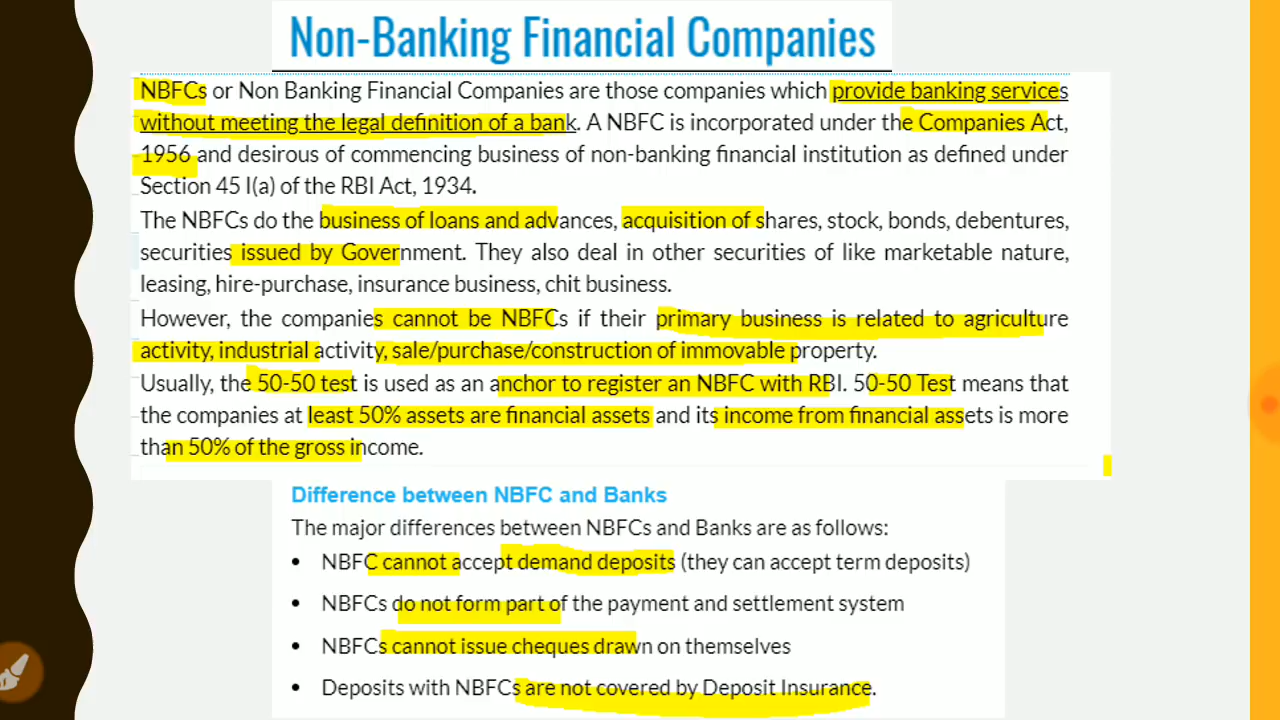 Non-Banking Financial Companies
NBFCs or Non Banking Financial Companies are those companies which provide banking services
without meeting the legal definition of a bank. A NBFC is incorporated under the Companies Act,
1956 and desirous of commencing business of non-banking financial institution as defined under
Section 45 I(a) of the RBI Act, 1934.
The NBFCs do the business of loans and advances, acquisition of shares, stock, bonds, debentures,
securities issued by Government. They also deal in other securities of like marketable nature,
leasing, hire-purchase, insurance business, chit business.
However, the companies cannot be NBFCs if their primary business is related to agriculture
activity, industrial activity, sale/purchase/construction of immovable property.
Usually, the 50-50 test is used as an anchor to register an NBFC with RBI. 50-50 Test means that
the companies at least 50% assets are financial assets and its income from financial assets is more
than 50% of the gross income.
Difference between NBFC and Banks
The major differences between NBFCs and Banks are as follows:
• NBFC cannot accept demand deposits (they can accept term deposits)
• NBFCs do not form part of the payment and settlement system
• NBFCs cannot issue cheques drawn on themselves
• Deposits with NBFCs are not covered by Deposit Insurance.